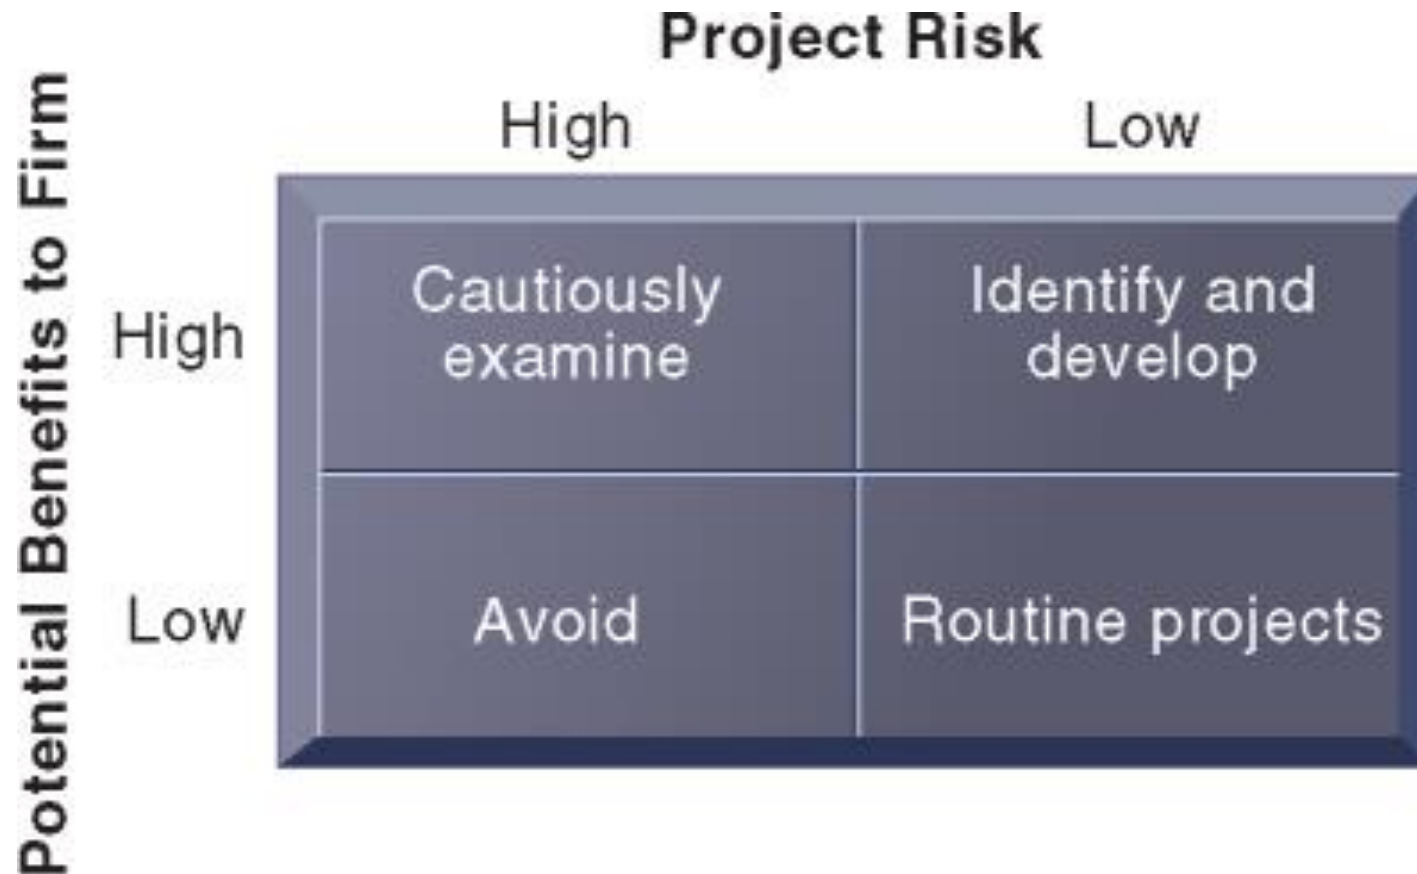 Project Risk
High
Low
Potential Benefits to Firm
High
Cautiously
examine
Identify and
develop
Low
Avoid
Routine projects